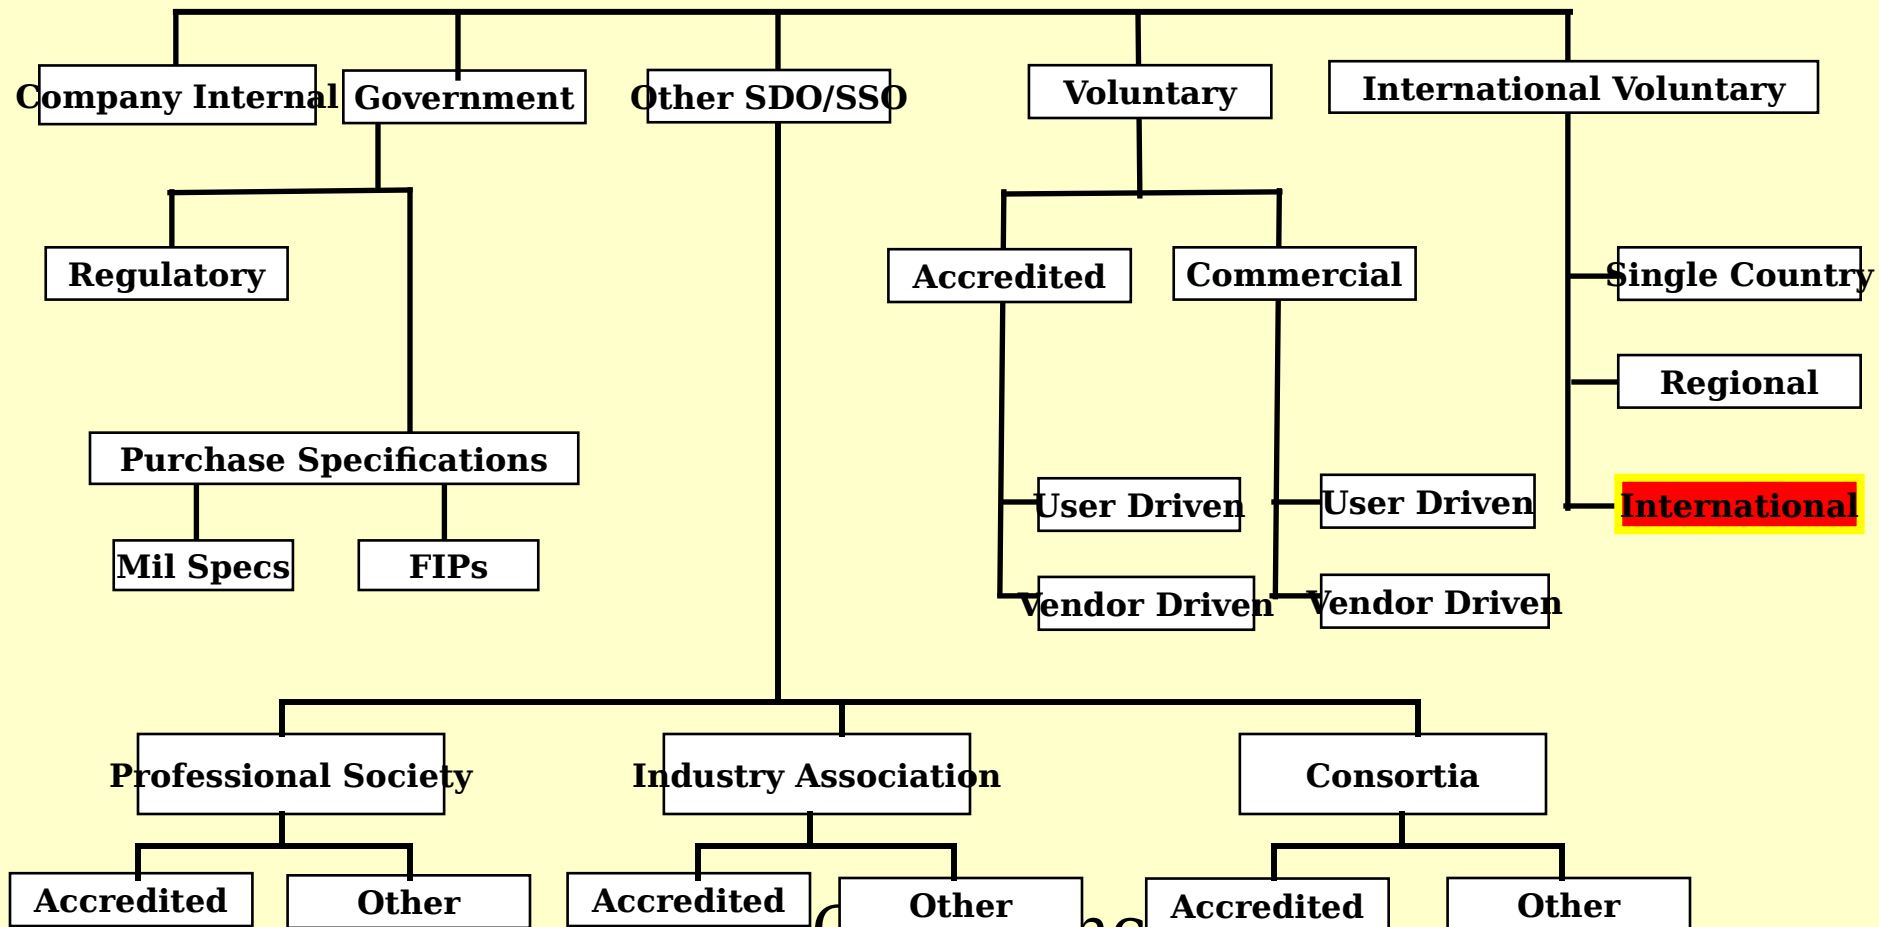 Company Internal
Government
Other SDO/SSO
Voluntary
International Voluntary
Regulatory
Accredited
Commercial
Single Country
Regional
Purchase Specifications
User Driven
User Driven
International
Mil Specs
FIPs
Vendor Driven
Vendor Driven
Professional Society
Industry Association
Consortia
Accredited
Other
Accredited
Other
Accredited
Other